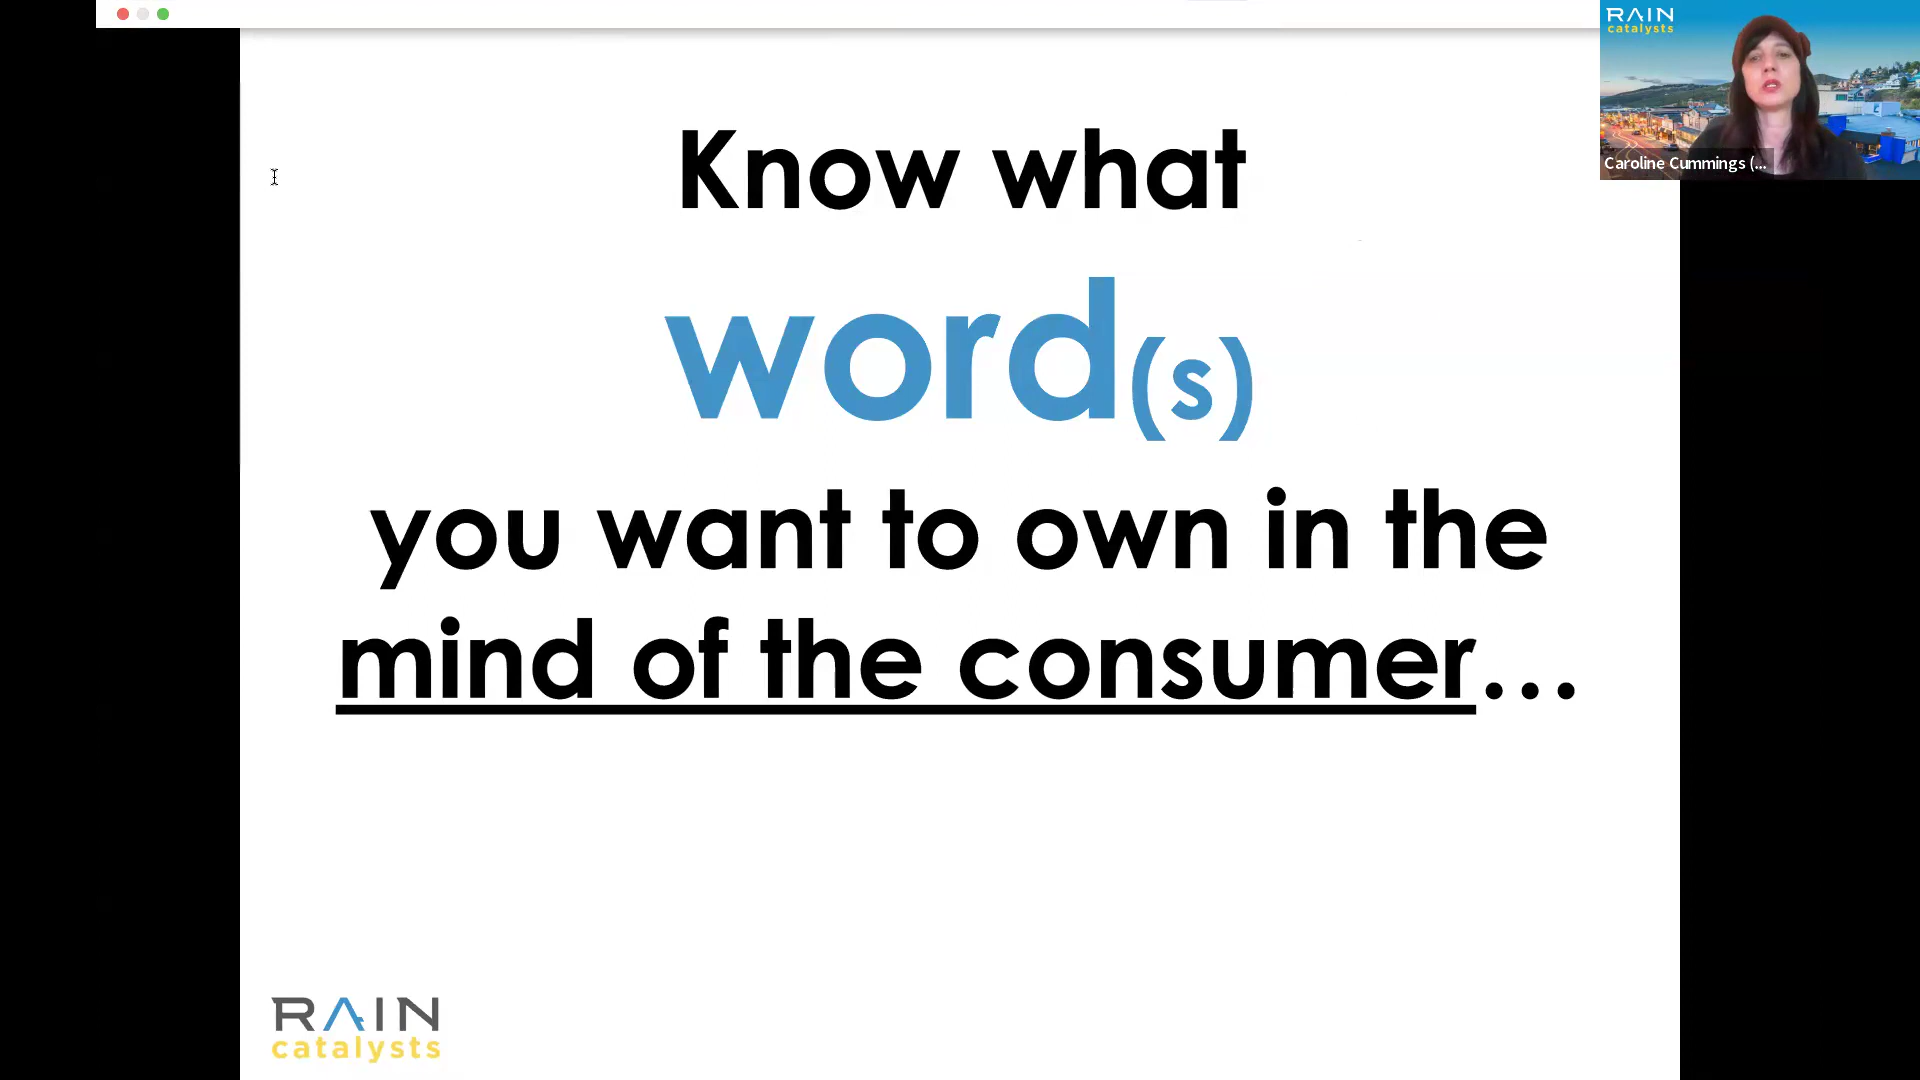 RAIN
catalysts
Caroline Cummings (...
Know what
word(s)
you want to own in the
mind of the consumer...
RAIN
catalysts